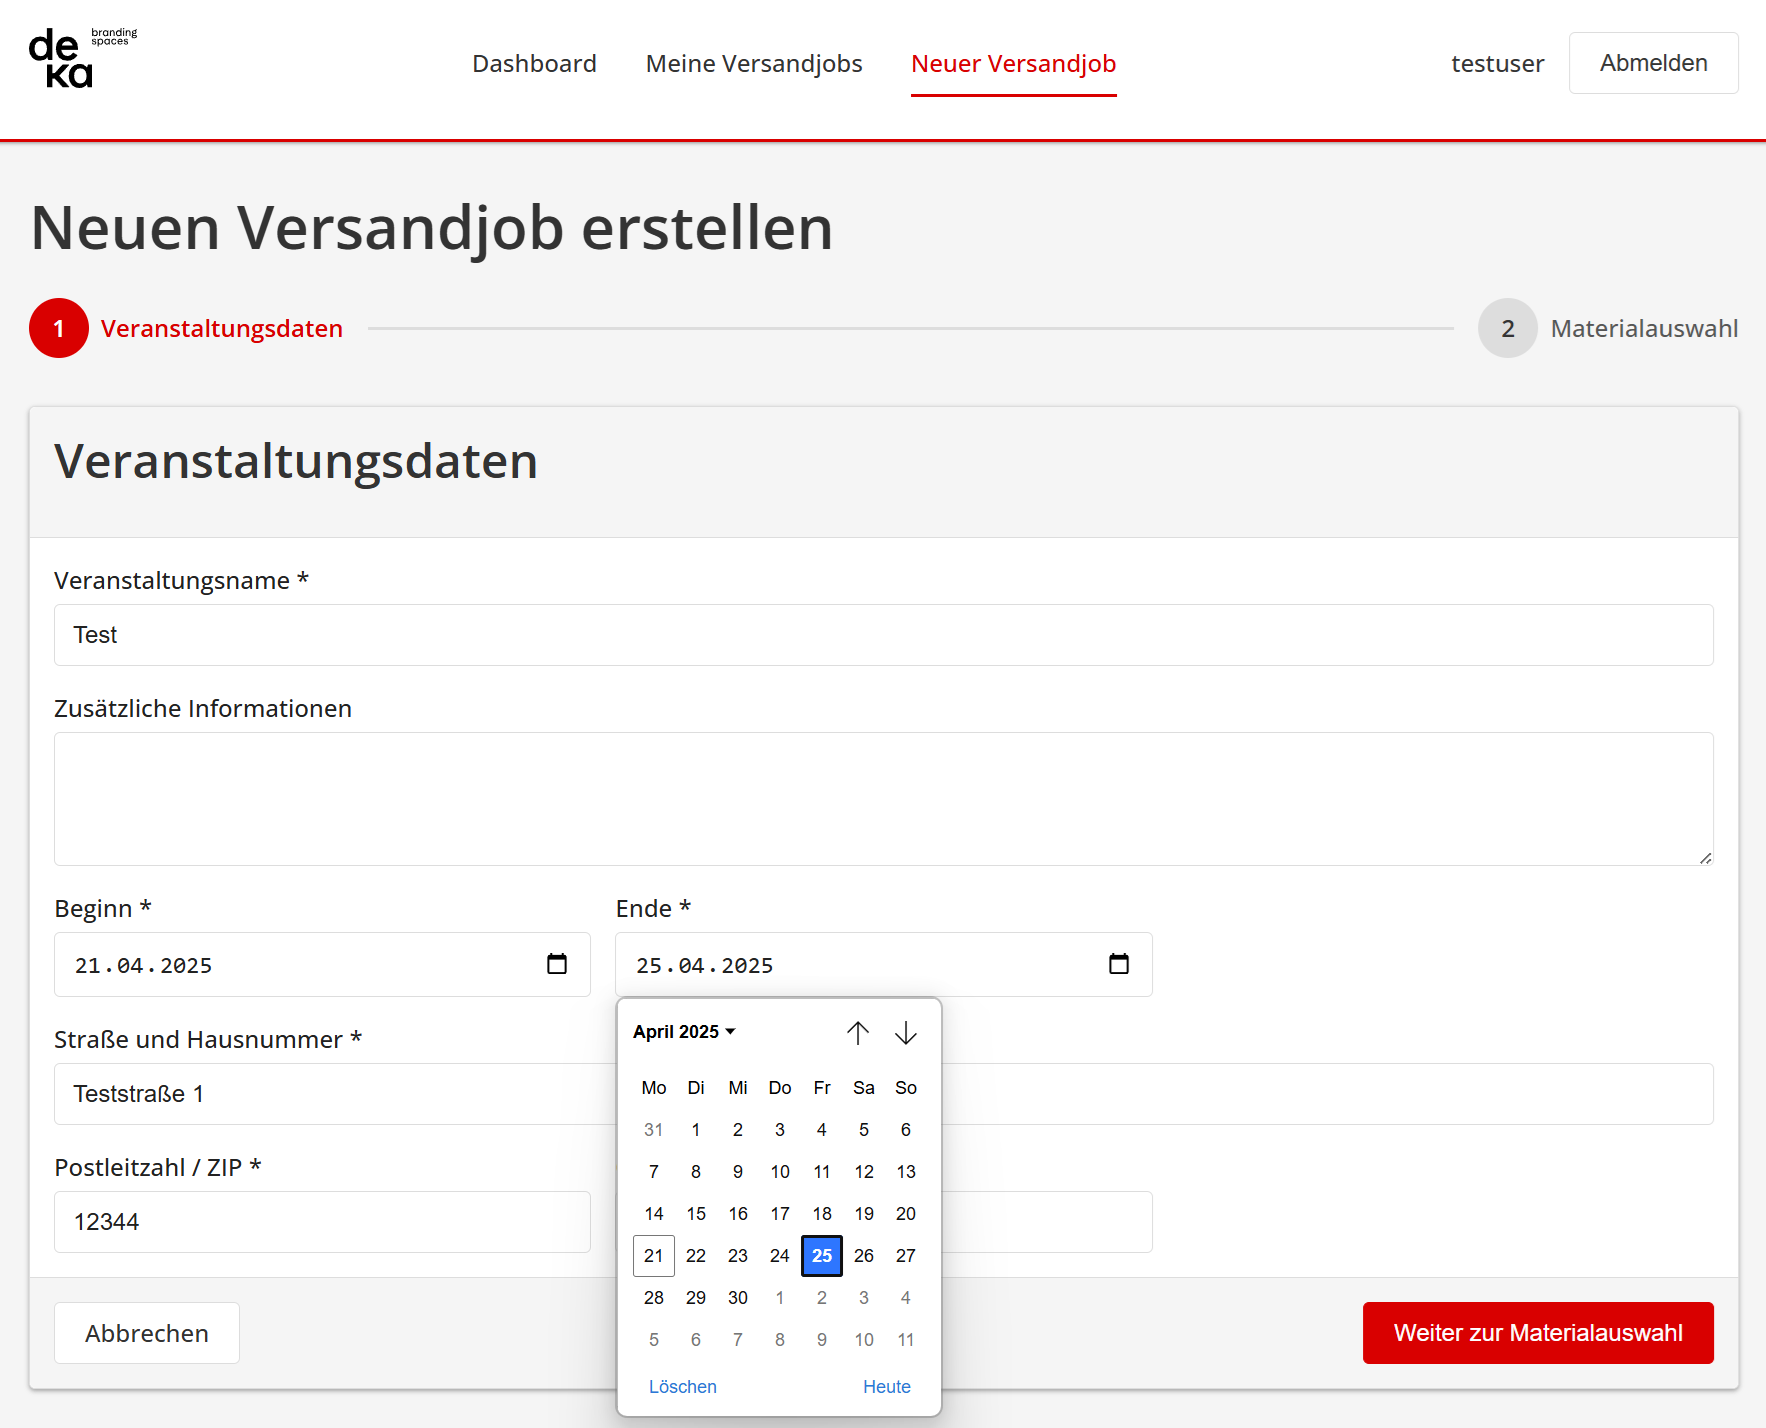 de branding
spaces
ka
Dashboard Meine Versandjobs Neuer Versandjob testuser Abmelden
Neuen Versandjob erstellen
1 Veranstaltungsdaten 2 Materialauswahl
Veranstaltungsdaten
Veranstaltungsname *
Test
Zusätzliche Informationen
Beginn * Ende *
21.04.2025 25.04.2025
April 2025
Straße und Hausnummer *
Teststraße 1
Mo Di Mi Do Fr Sa So
31 1 2 3 4 5 6
Postleitzahl / ZIP *
7 8 9 10 11 12 13
12344
14 15 16 17 18 19 20
21 22 23 24 25 26 27
28 29 30 1 2 3 4
5 6 7 8 9 10 11
Löschen Heute
Abbrechen Weiter zur Materialauswahl